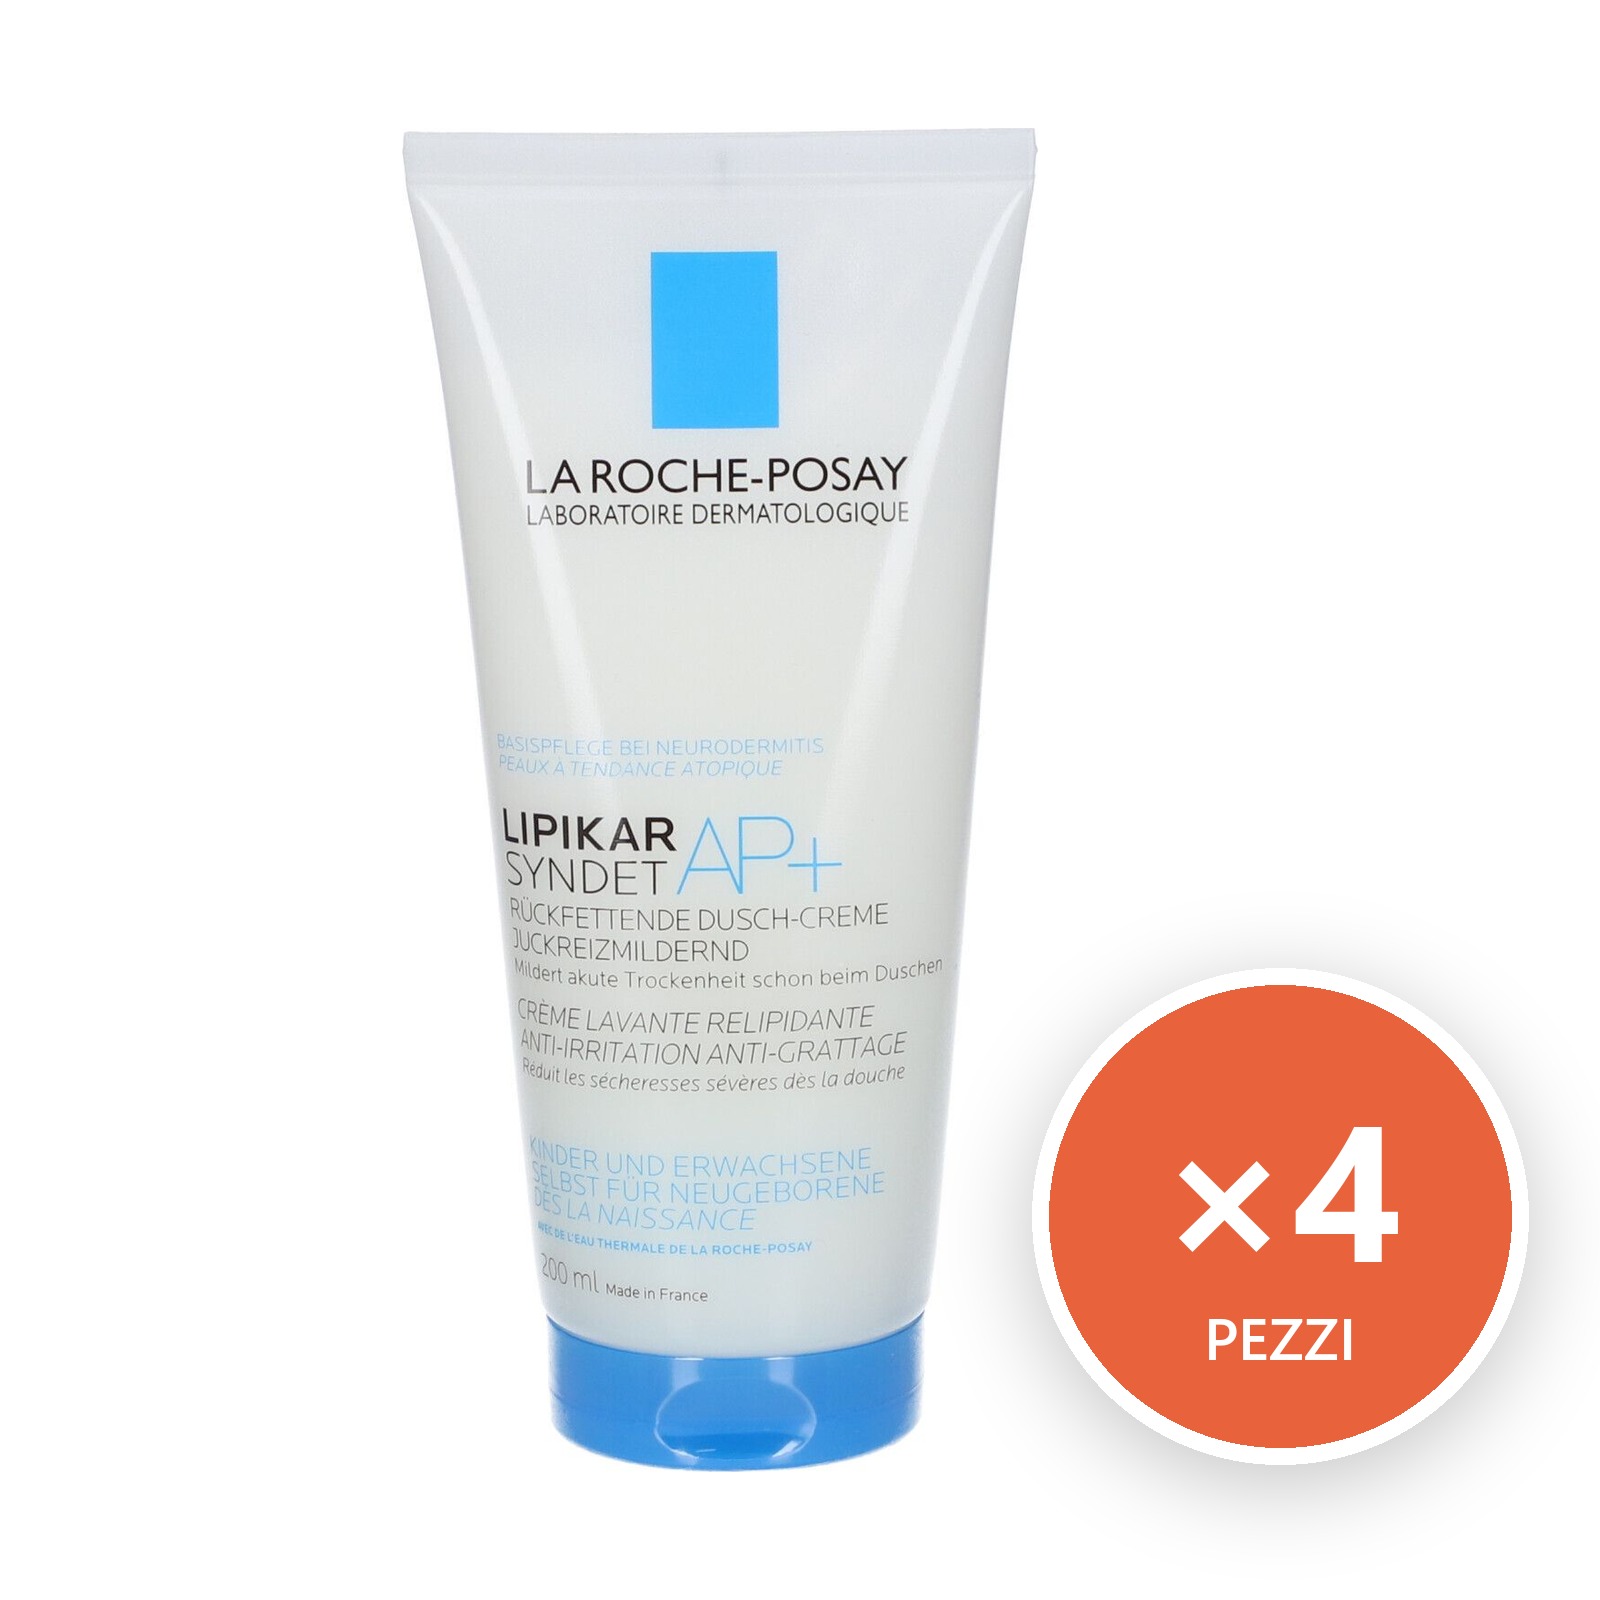 LA ROCHE-POSAY
LABORATOIRE DERMATOLOGIQUE
BASISPFLEGE BEI NEURODERMITIS
PEAUX À TENDANCE ATOPIQUE
LIPIKAR
SYNDET AP+
RÜCKFETTENDE DUSCH-CREME
JUCKREIZMILDERND
Mildert akute Trockenheit schon beim Duschen
CRÈME LAVANTE RELIPIDANTE
ANTI-IRRITATION ANTI-GRATTAGE
Réduit les sécheresses sévères dès la douche
KINDER UND ERWACHSENE
SELBST FÜR NEUGEBORENE
DÈS LA NAISSANCE
AVEC DE L'EAU THERMALE DE LA ROCHE-POSAY
200 ml Made in France
×4
PEZZI